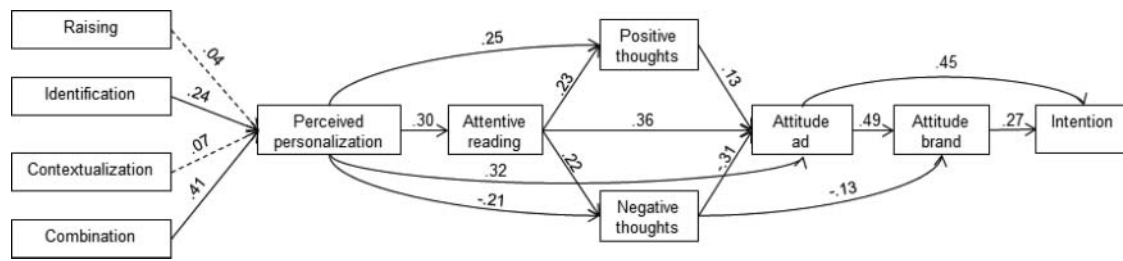 Raising
Identification
Contextualization
Combination
.04
.24
.07
.41
Perceived
personalization
.25
.30
.32
-.21
Attentive
reading
.23
.36
.22
Positive
thoughts
Negative
thoughts
.13
-.31
-.13
Attitude
ad
.45
.49
Attitude
brand
.27
Intention